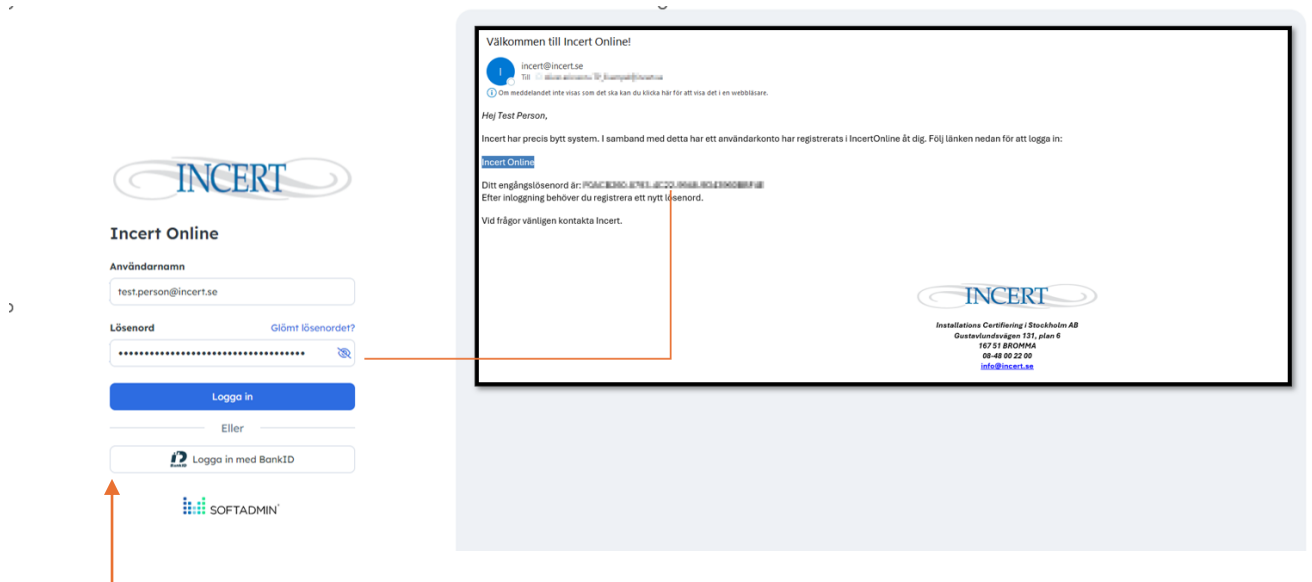 INCERT
Incert Online
Användarnamn
test.person@incert.se
Lösenord Glömt lösenordet?
Logga in
Eller
BankID Logga in med BankID
SOFTADMIN
Välkommen till Incert Online!
I
incert@incert.se
Till
Om meddelandet inte visas som det ska kan du klicka här för att visa det i en webbläsare.
Hej Test Person,
Incert har precis bytt system. I samband med detta har ett användarkonto har registrerats i IncertOnline åt dig. Följ länken nedan för att logga in:
Incert Online
Ditt engångslösenord är:
Efter inloggning behöver du registrera ett nytt lösenord.
Vid frågor vänligen kontakta Incert.
INCERT
Installations Certifiering i Stockholm AB
Gustavlundsvägen 131, plan 6
167 51 BROMMA
08-48 00 22 00
info@incert.se